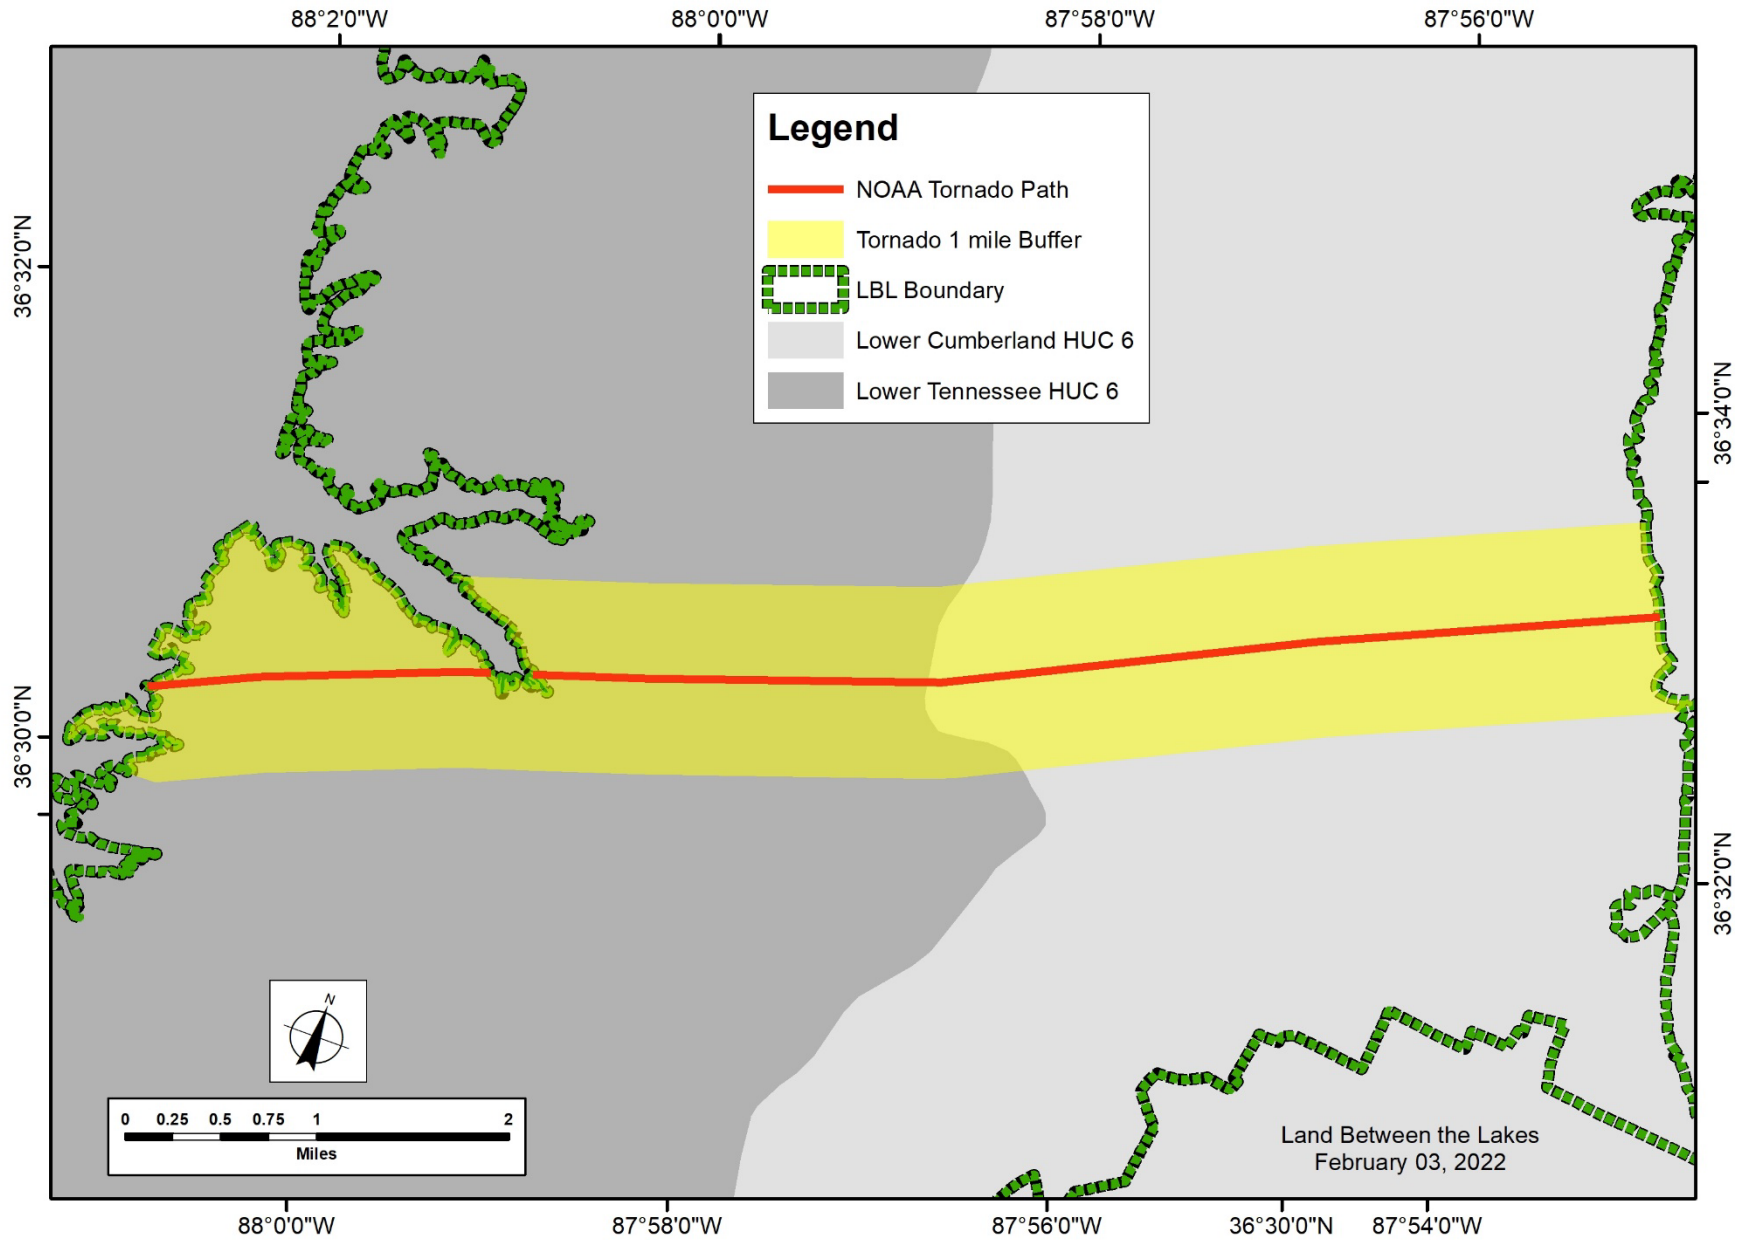 88°2'0"W
88°0'0"W
87°58'0"W
87°56'0"W
Legend
NOAA Tornado Path
Tornado 1 mile Buffer
LBL Boundary
Lower Cumberland HUC 6
Lower Tennessee HUC 6
36°32'0"N
36°34'0"N
36°30'0"N
36°32'0"N
N
0 0.25 0.5 0.75 1 2
Miles
Land Between the Lakes
February 03, 2022
88°0'0"W
87°58'0"W
87°56'0"W
36°30'0"N
87°54'0"W